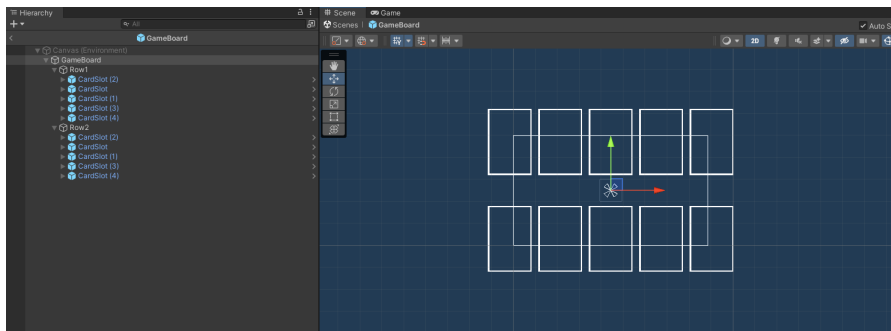 Hierarchy
All
GameBoard
Canvas (Environment)
GameBoard
Row1
CardSlot (2)
CardSlot
CardSlot (1)
CardSlot (3)
CardSlot (4)
Row2
CardSlot (2)
CardSlot
CardSlot (1)
CardSlot (3)
CardSlot (4)
Scene Game
Scenes | GameBoard
Auto S
2D